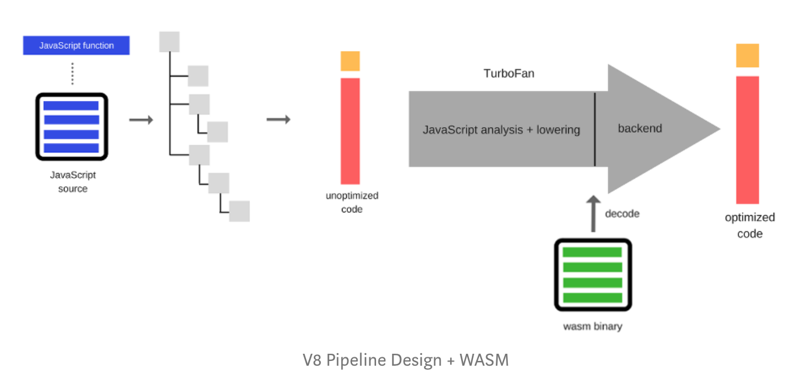 JavaScript function
JavaScript
source
unoptimized
code
TurboFan
JavaScript analysis + lowering
backend
decode
wasm binary
optimized
code
V8 Pipeline Design + WASM